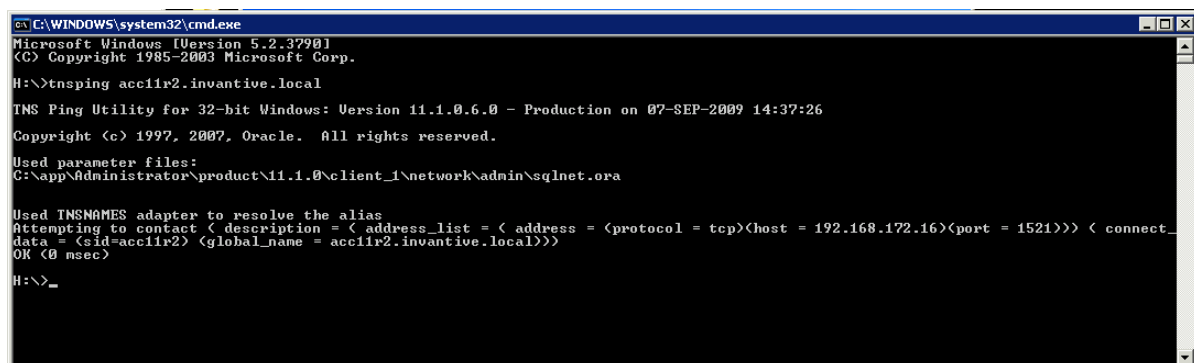 C:\WINDOWS\system32\cmd.exe
Microsoft Windows [Version 5.2.3790]
(C) Copyright 1985-2003 Microsoft Corp.
H:\>tnsping acc11r2.invantive.local
TNS Ping Utility for 32-bit Windows: Version 11.1.0.6.0 - Production on 07-SEP-2009 14:37:26
Copyright (c) 1997, 2007, Oracle.  All rights reserved.
Used parameter files:
C:\app\Administrator\product\11.1.0\client_1\network\admin\sqlnet.ora
Used TNSNAMES adapter to resolve the alias
Attempting to contact ( description = ( address_list = ( address = (protocol = tcp)(host = 192.168.172.16)(port = 1521))) ( connect_
data = (sid=acc11r2) (global_name = acc11r2.invantive.local)))
OK (0 msec)
H:\>_